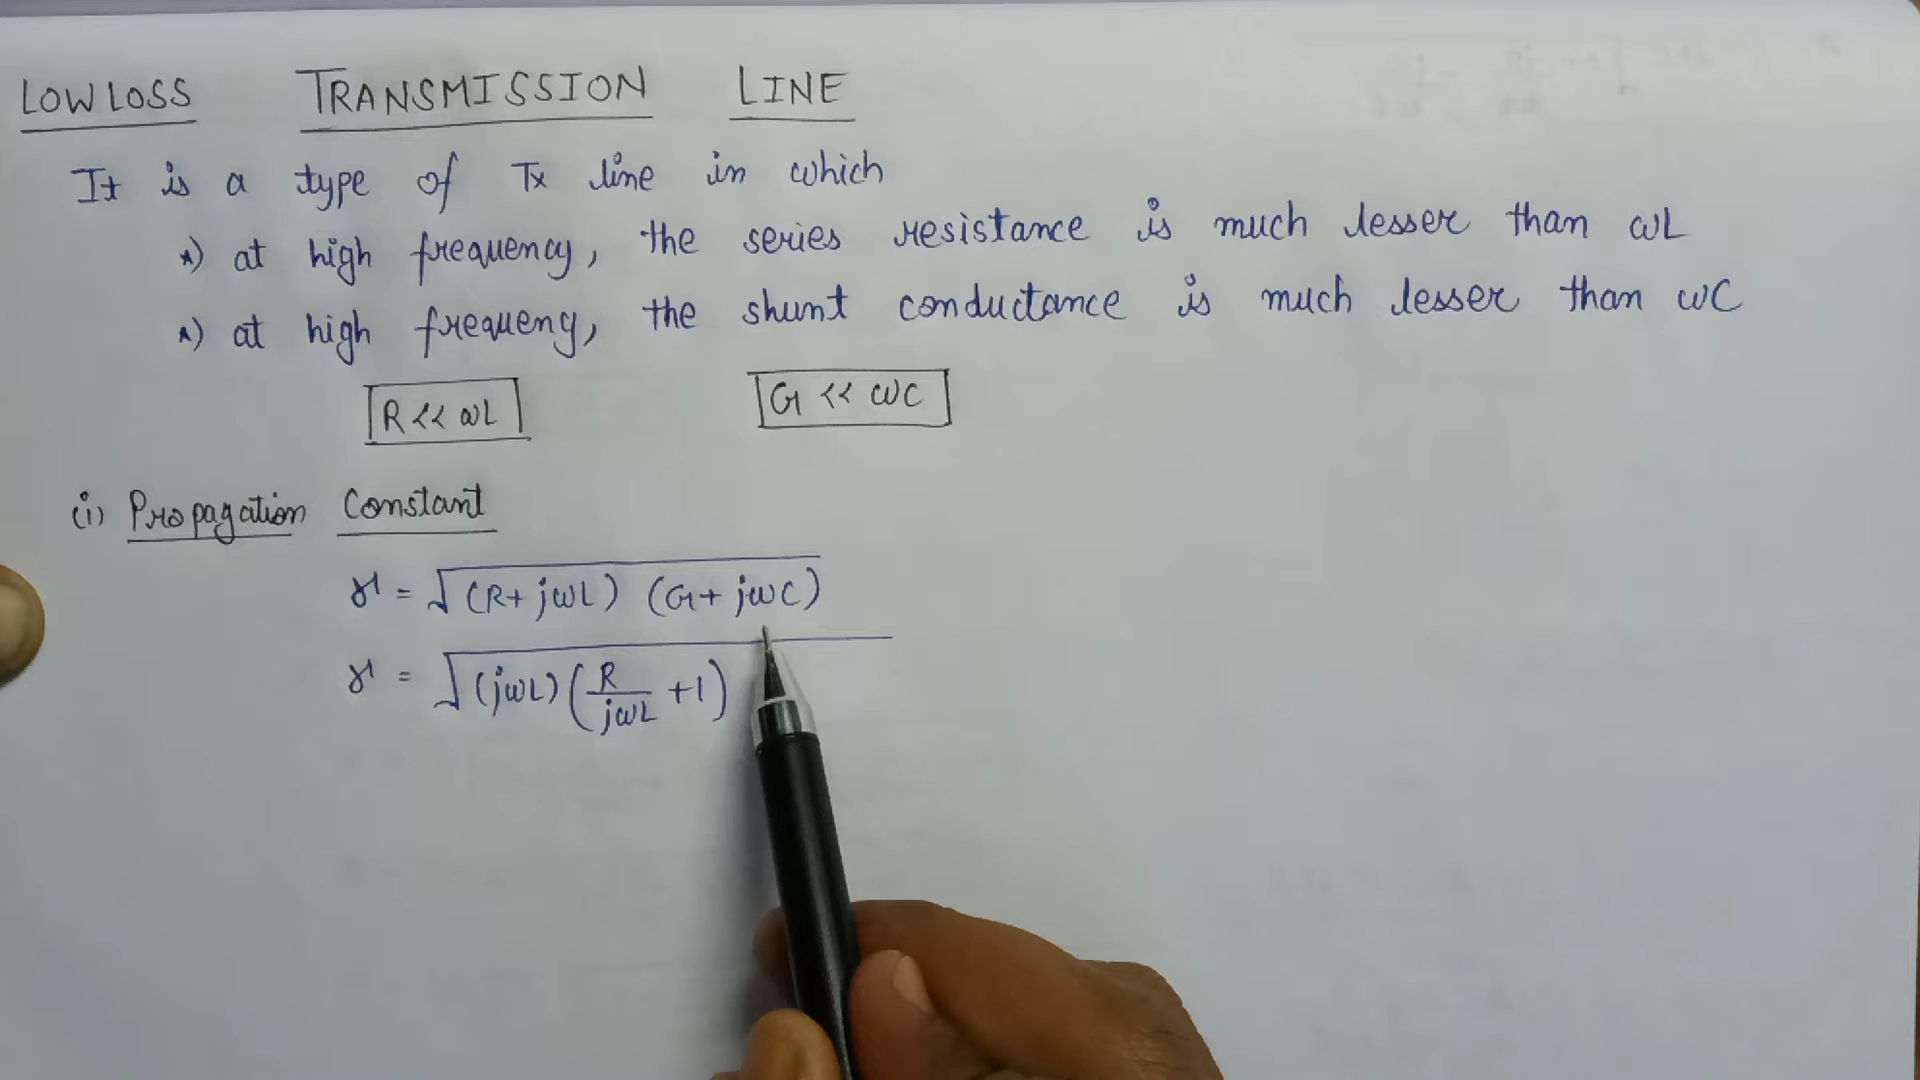 LOW LOSS TRANSMISSION LINE
It is a type of Tx line in which
*) at high frequency, the series resistance is much lesser than ωL
*) at high frequeny, the shunt conductance is much lesser than ωC
R << ωL G << ωC
(i) Propagation Constant
γ = √(R+jωL) (G+jωC)
γ = √(jωL)(R/jωL +1)